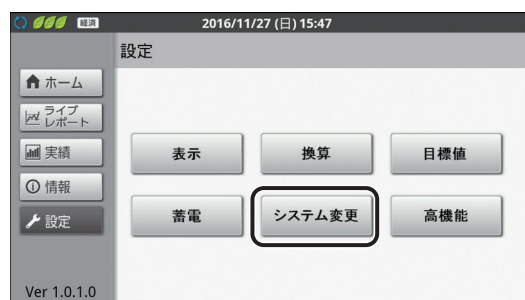 経済 2016/11/27 (日) 15:47
設定
ホーム
ライブ
レポート
実績
情報
設定
表示 換算 目標値
蓄電 システム変更 高機能
Ver 1.0.1.0